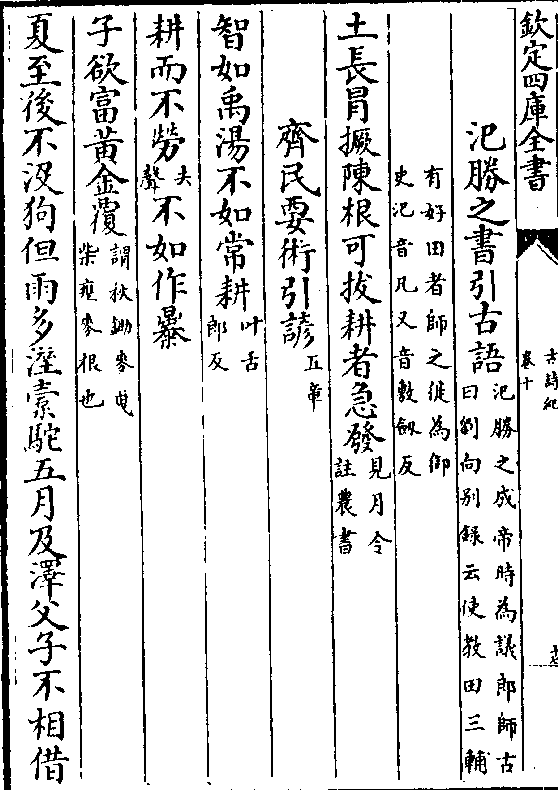 欽定四庫全書
古詩紀
卷十
汜勝之書引古語
汜勝之成帝時為議郎師古
曰劉向别録云使教田三輔
有好田者師之徙為御
史汜音凡又音敷劔反
土長冐撅陳根可拔耕者急發
見月令
註農書
齊民要術引諺
五帝
智如禹湯不如常耕
叶古
郎反
耕而不勞
去
聲
不如作暴
子欲富黄金覆
謂秋鋤麥曳
柴壅麥根也
夏至後不沒狗但雨多溼槖駝五月及澤父子不相借